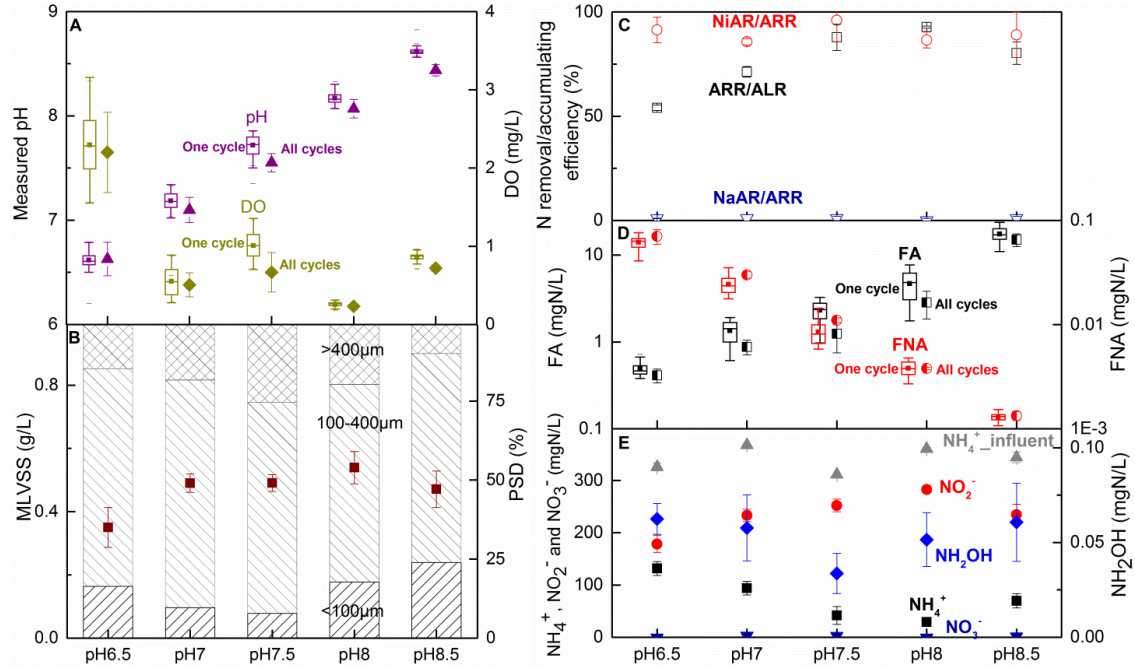 A
9
8
7
6
Measured pH
4
3
2
1
0
DO (mg/L)
pH
One cycle
All cycles
DO
One cycle
All cycles
B
0.8
0.4
0.0
MLVSS (g/L)
75
50
25
0
PSD (%)
>400μm
100-400μm
<100μm
pH6.5
pH7
pH7.5
pH8
pH8.5
C
100
50
0
N removal/accumulating
efficiency (%)
NiAR/ARR
ARR/ALR
NaAR/ARR
D
10
1
0.1
FA (mgN/L)
0.1
0.01
1E-3
FNA (mgN/L)
FA
One cycle
All cycles
FNA
One cycle
All cycles
E
300
200
100
0
NH₄⁺, NO₂⁻ and NO₃⁻ (mgN/L)
0.10
0.05
0.00
NH₂OH (mgN/L)
NH₄⁺_influent
NO₂⁻
NH₂OH
NH₄⁺
NO₃⁻
pH6.5
pH7
pH7.5
pH8
pH8.5